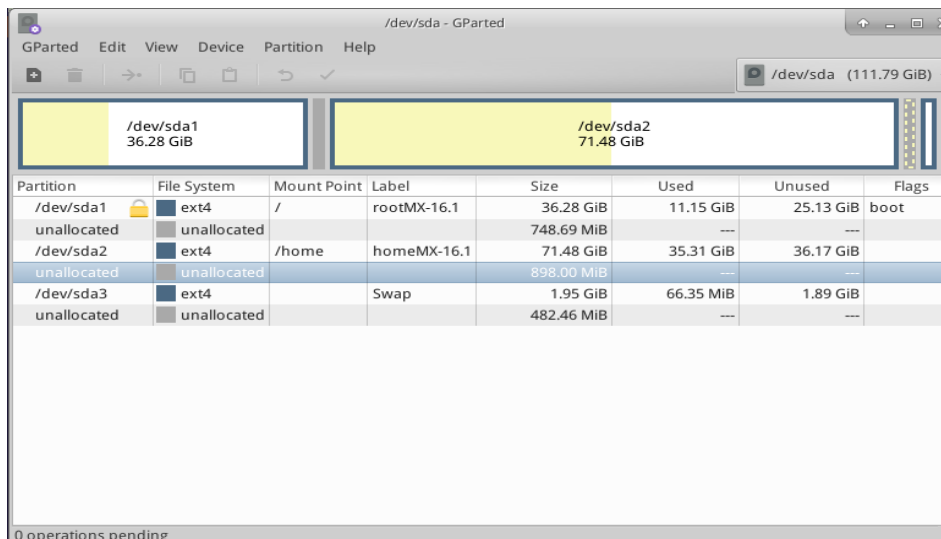 /dev/sda - GParted
GParted Edit View Device Partition Help
/dev/sda (111.79 GiB)
/dev/sda1
36.28 GiB
/dev/sda2
71.48 GiB
Partition File System Mount Point Label Size Used Unused Flags
/dev/sda1 ext4 / rootMX-16.1 36.28 GiB 11.15 GiB 25.13 GiB boot
unallocated unallocated 748.69 MiB --- ---
/dev/sda2 ext4 /home homeMX-16.1 71.48 GiB 35.31 GiB 36.17 GiB
unallocated unallocated 898.00 MiB --- ---
/dev/sda3 ext4 Swap 1.95 GiB 66.35 MiB 1.89 GiB
unallocated unallocated 482.46 MiB --- ---
0 operations pending